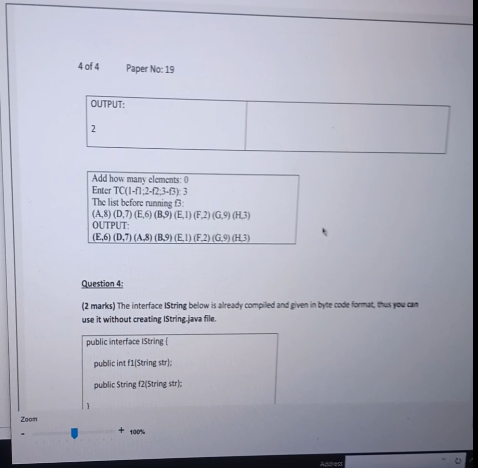 4 of 4 Paper No: 19
OUTPUT:
2
Add how many elements: 0
Enter TC(1-f1;2-f2;3-f3): 3
The list before running f3:
(A,8) (D,7) (E,6) (B,9) (E,1) (F,2) (G,9) (H,3)
OUTPUT:
(E,6) (D,7) (A,8) (B,9) (E,1) (F,2) (G,9) (H,3)
Question 4:
(2 marks) The interface IString below is already compiled and given in byte code format, thus you can
use it without creating IString.java file.
public interface IString {
public int f1(String str);
public String f2(String str);
}
Zoom
- + 100%
Address